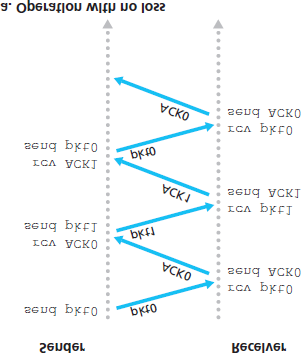 Sender
Receiver
send pkt0
pkt0
rcv pkt0
send ACK0
ACK0
rcv ACK0
send pkt1
pkt1
rcv pkt1
send ACK1
ACK1
rcv ACK1
send pkt0
pkt0
rcv pkt0
send ACK0
ACK0
a. Operation with no loss